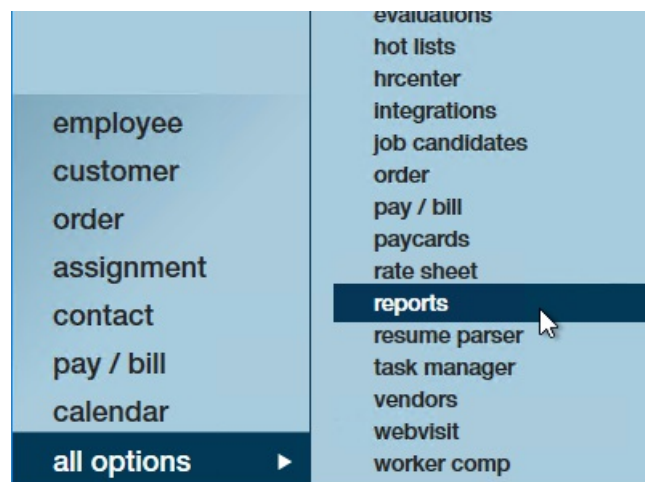 employee
customer
order
assignment
contact
pay / bill
calendar
all options
evaluations
hot lists
hrcenter
integrations
job candidates
order
pay / bill
paycards
rate sheet
reports
resume parser
task manager
vendors
webvisit
worker comp